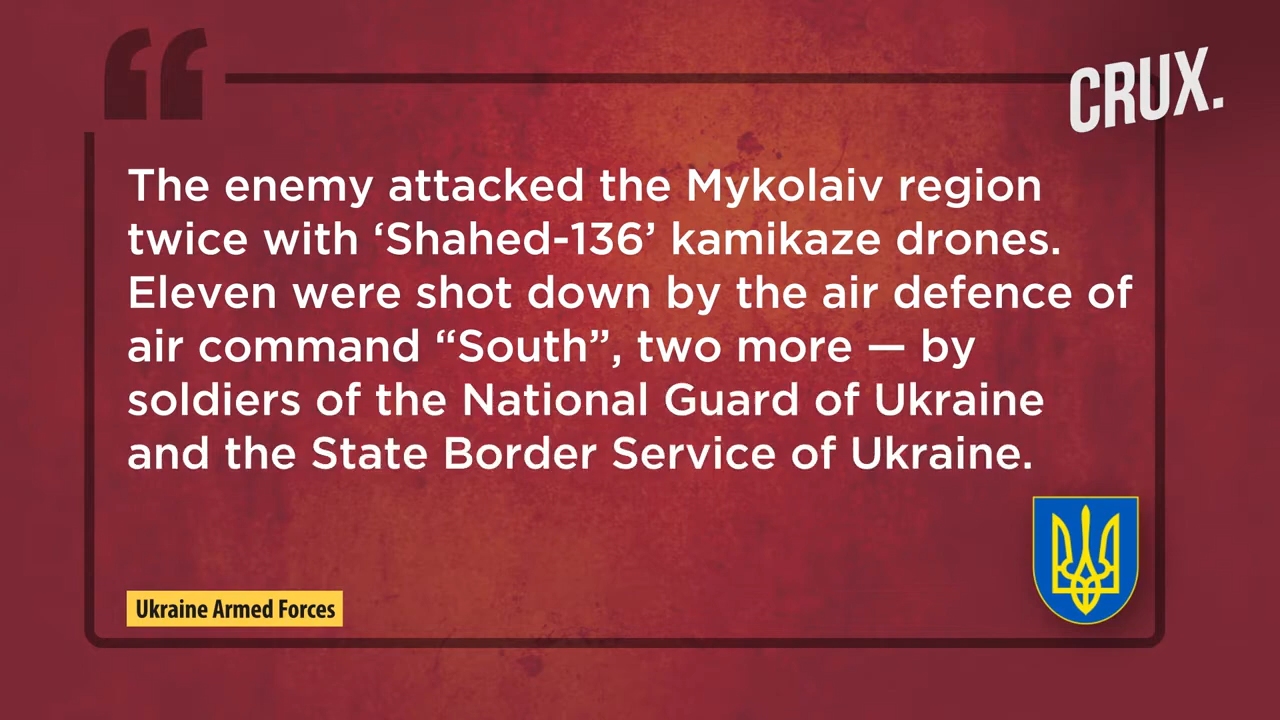 CRUX.
The enemy attacked the Mykolaiv region
twice with ‘Shahed-136’ kamikaze drones.
Eleven were shot down by the air defence of
air command “South”, two more — by
soldiers of the National Guard of Ukraine
and the State Border Service of Ukraine.
Ukraine Armed Forces